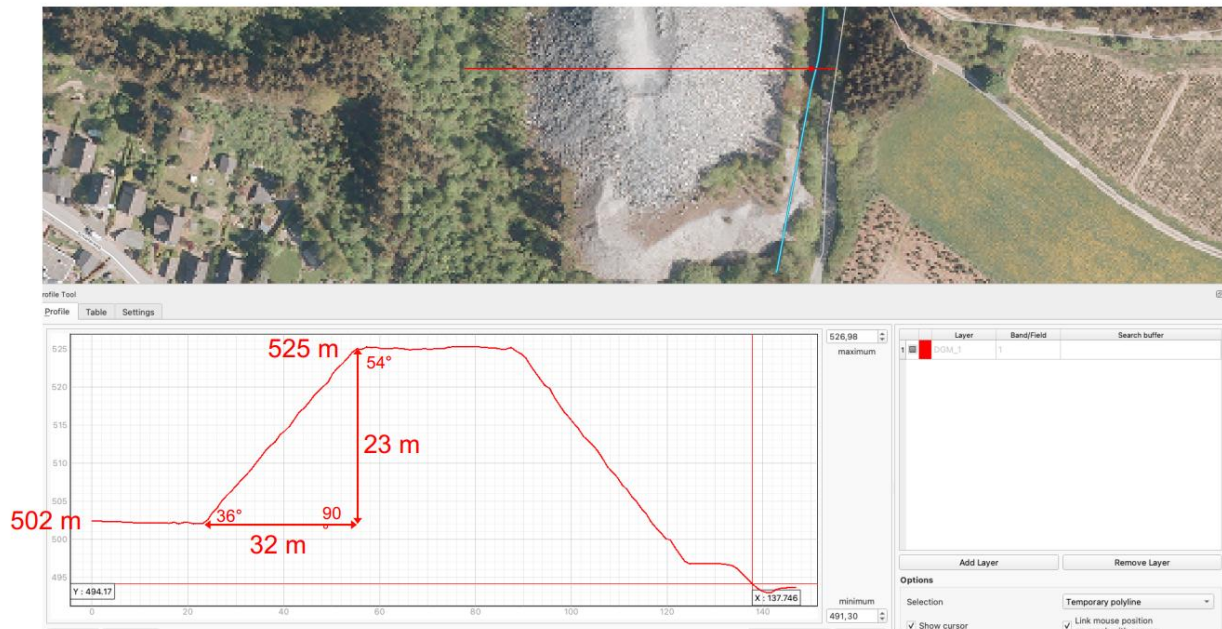 rofile Tool
Profile Table Settings
525 m
54°
23 m
36°
90
°
32 m
502 m
525
520
515
510
505
500
495
Y : 494.17
X : 137.746
0 20 40 60 80 100 120 140
526,98
maximum
minimum
491,30
Layer Band/Field Search buffer
1 DGM_1 1
Add Layer Remove Layer
Options
Selection Temporary polyline
Show cursor Link mouse position